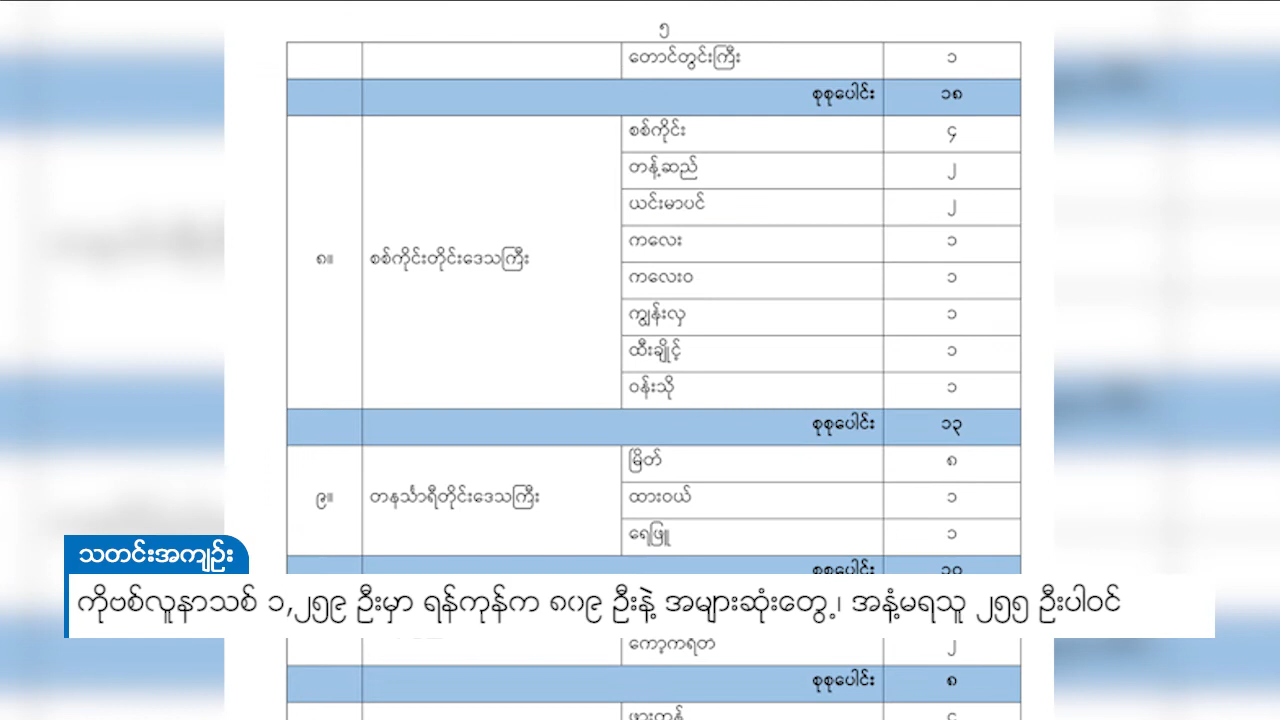 ၅
တောင်တွင်းကြီး ၁
စုစုပေါင်း ၁၈
စစ်ကိုင်း ၄
တန့်ဆည် ၂
ယင်းမာပင် ၂
ကလေး ၁
၈။ စစ်ကိုင်းတိုင်းဒေသကြီး
ကလေးဝ ၁
ကျွန်းလှ ၁
ထီးချိုင့် ၁
ဝန်းသို ၁
စုစုပေါင်း ၁၃
မြိတ် ၈
၉။ တနင်္သာရီတိုင်းဒေသကြီး ထားဝယ် ၁
ရေဖြူ ၁
စုစုပေါင်း ၁၀
သတင်းအကျဉ်း
ကိုဗစ်လူနာသစ် ၁,၂၅၉ ဦးမှာ ရန်ကုန်က ၈၀၉ ဦးနဲ့ အများဆုံးတွေ့၊ အနံ့မရသူ ၂၅၅ ဦးပါဝင်
ကော့ကရိတ် ၂
စုစုပေါင်း ၈